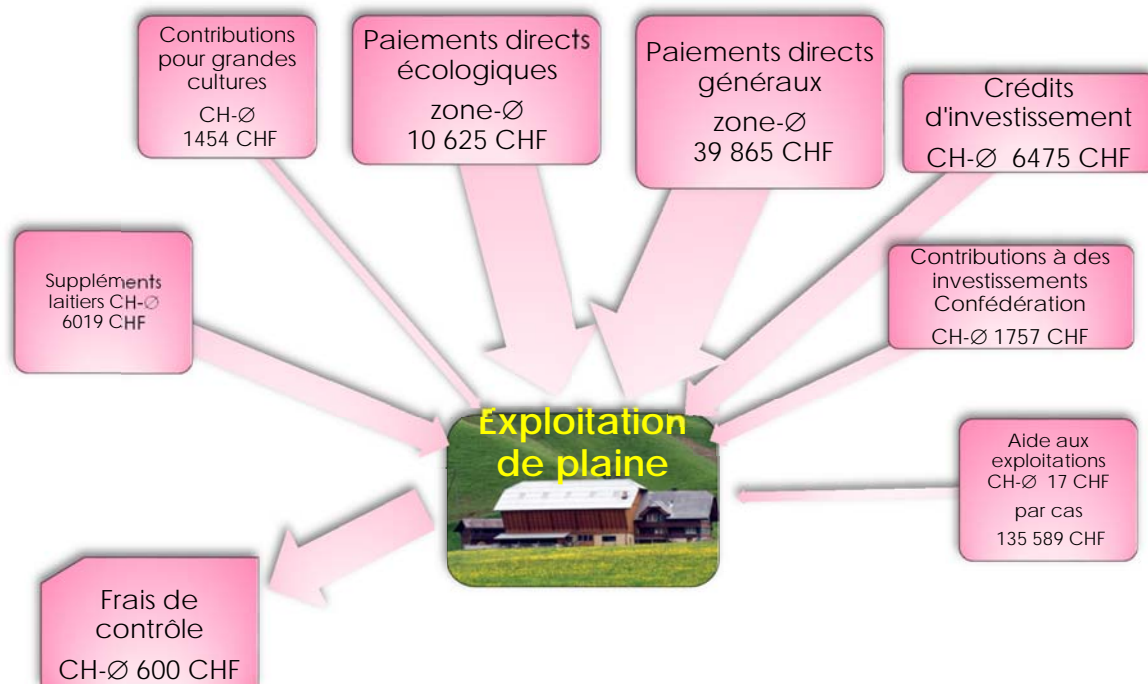 Contributions
pour grandes
cultures
CH-Ø
1454 CHF
Paiements directs
écologiques
zone-Ø
10 625 CHF
Paiements directs
généraux
zone-Ø
39 865 CHF
Crédits
d'investissement
CH-Ø 6475 CHF
Suppléments
laitiers CH-Ø
6019 CHF
Contributions à des
investissements
Confédération
CH-Ø 1757 CHF
Exploitation
de plaine
Aide aux
exploitations
CH-Ø 17 CHF
par cas
135 589 CHF
Frais de
contrôle
CH-Ø 600 CHF